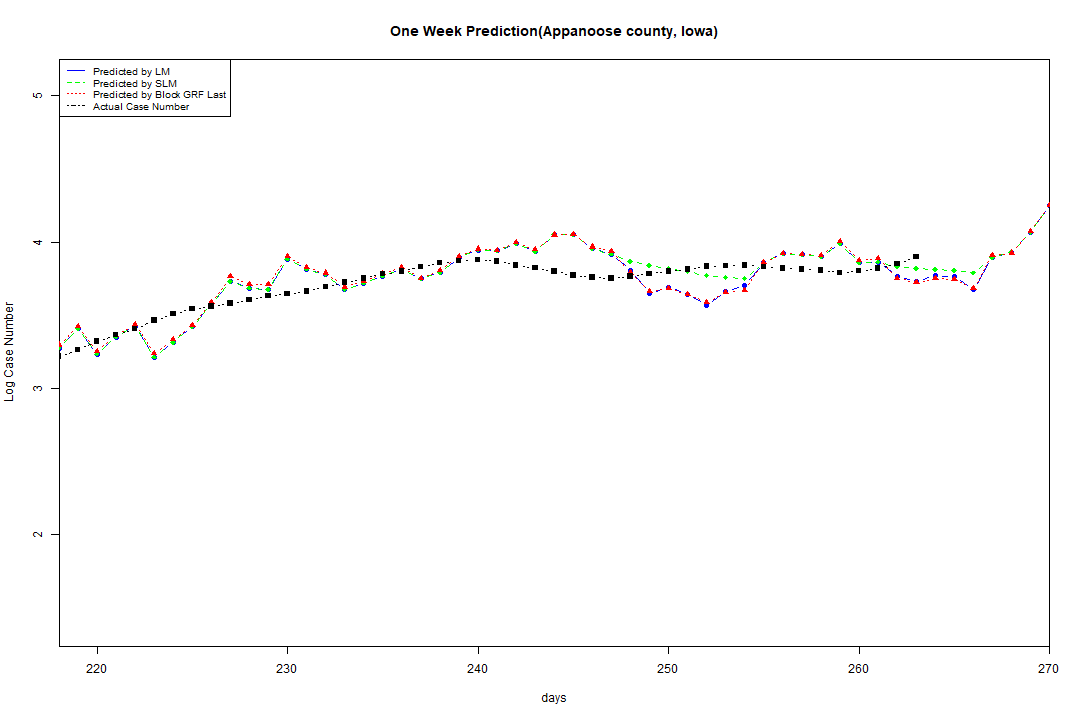 One Week Prediction(Appanoose county, Iowa)
Predicted by LM
Predicted by SLM
Predicted by Block GRF Last
Actual Case Number
5
4
3
2
Log Case Number
220 230 240 250 260 270
days